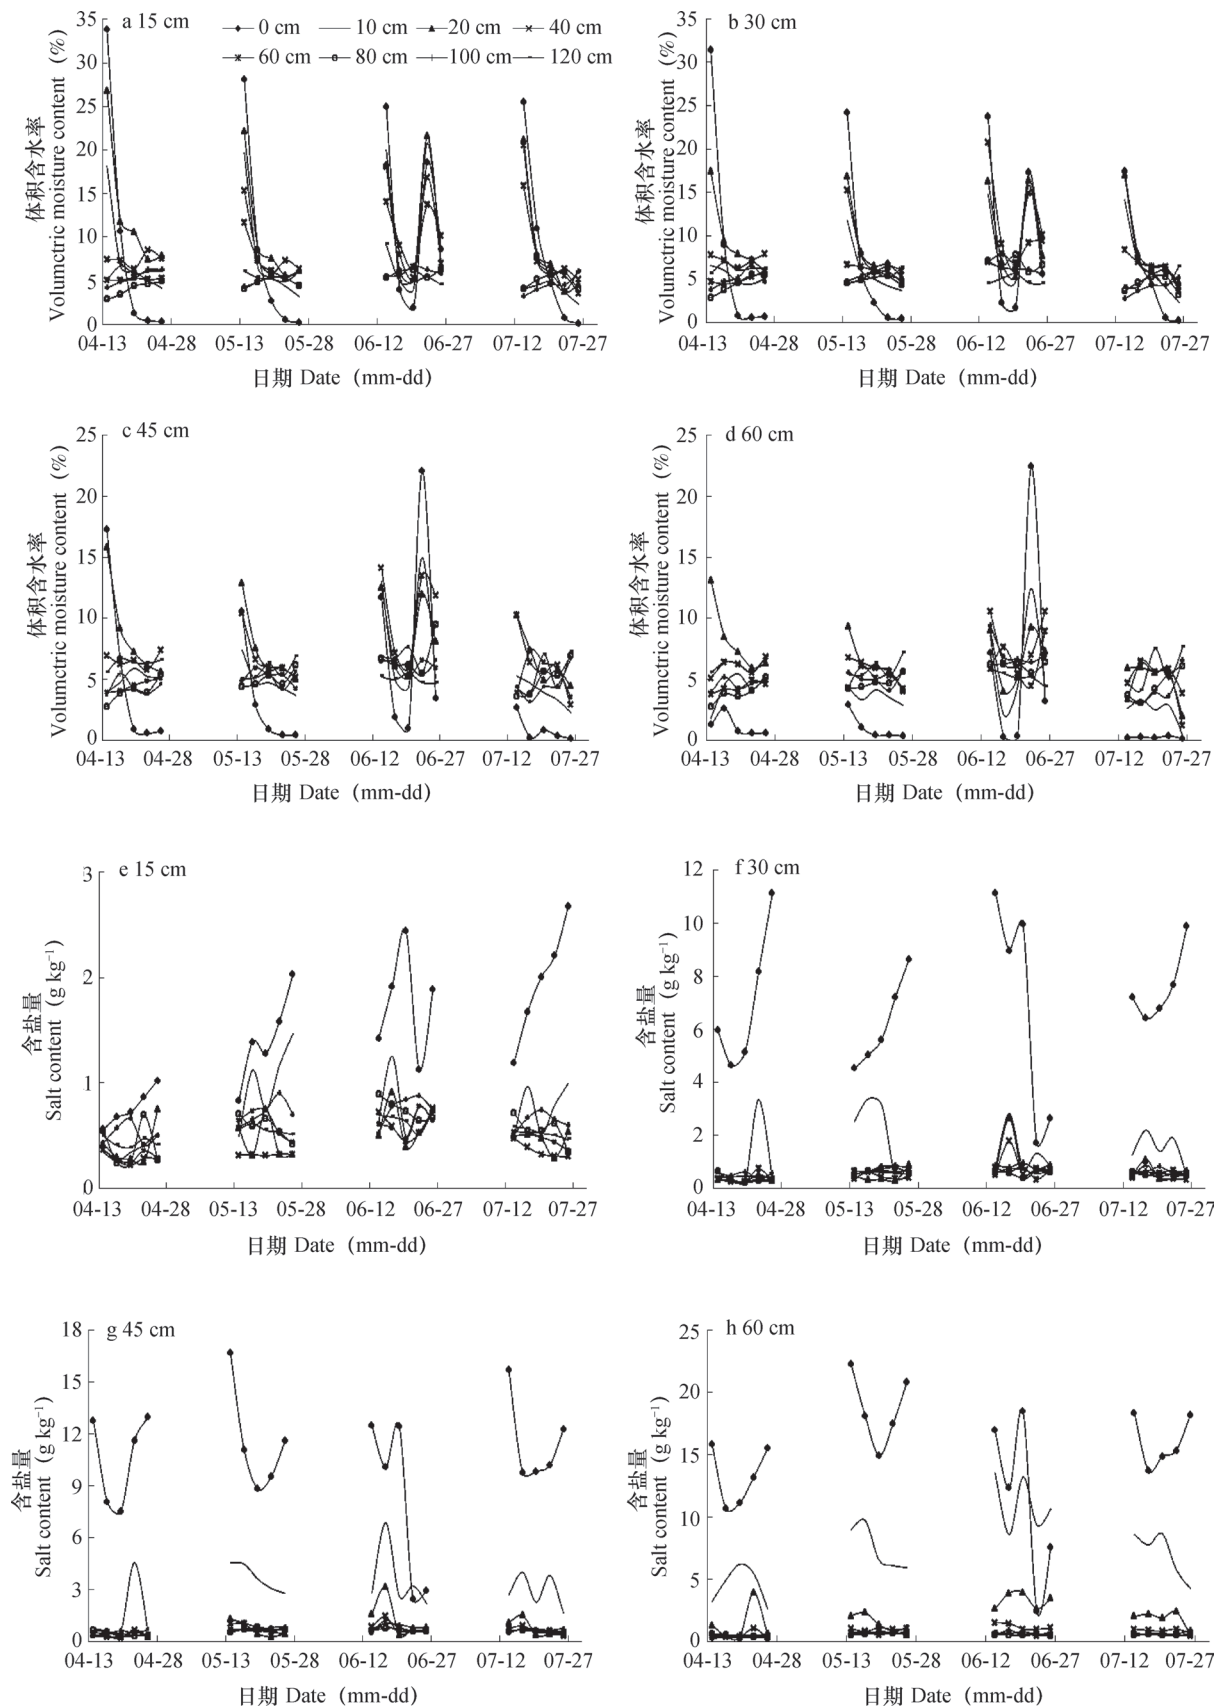 a 15 cm
0 cm 10 cm 20 cm 40 cm
60 cm 80 cm 100 cm 120 cm
35
30
25
20
15
10
5
0
体积含水率
Volumctric moisture content (%)
04-13 04-28 05-13 05-28 06-12 06-27 07-12 07-27
日期 Date (mm-dd)
b 30 cm
35
30
25
20
15
10
5
0
体积含水率
Volumctric moisture content (%)
04-13 04-28 05-13 05-28 06-12 06-27 07-12 07-27
日期 Date (mm-dd)
c 45 cm
25
20
15
10
5
0
体积含水率
Volumctric moisture content (%)
04-13 04-28 05-13 05-28 06-12 06-27 07-12 07-27
日期 Date (mm-dd)
d 60 cm
25
20
15
10
5
0
体积含水率
Volumctric moisture content (%)
04-13 04-28 05-13 05-28 06-12 06-27 07-12 07-27
日期 Date (mm-dd)
e 15 cm
3
2
1
0
含盐量
Salt content (g kg⁻¹)
04-13 04-28 05-13 05-28 06-12 06-27 07-12 07-27
日期 Date (mm-dd)
f 30 cm
12
10
8
6
4
2
0
含盐量
Salt content (g kg⁻¹)
04-13 04-28 05-13 05-28 06-12 06-27 07-12 07-27
日期 Date (mm-dd)
g 45 cm
18
15
12
9
6
3
0
含盐量
Salt content (g kg⁻¹)
04-13 04-28 05-13 05-28 06-12 06-27 07-12 07-27
日期 Date (mm-dd)
h 60 cm
25
20
15
10
5
0
含盐量
Salt content (g kg⁻¹)
04-13 04-28 05-13 05-28 06-12 06-27 07-12 07-27
日期 Date (mm-dd)